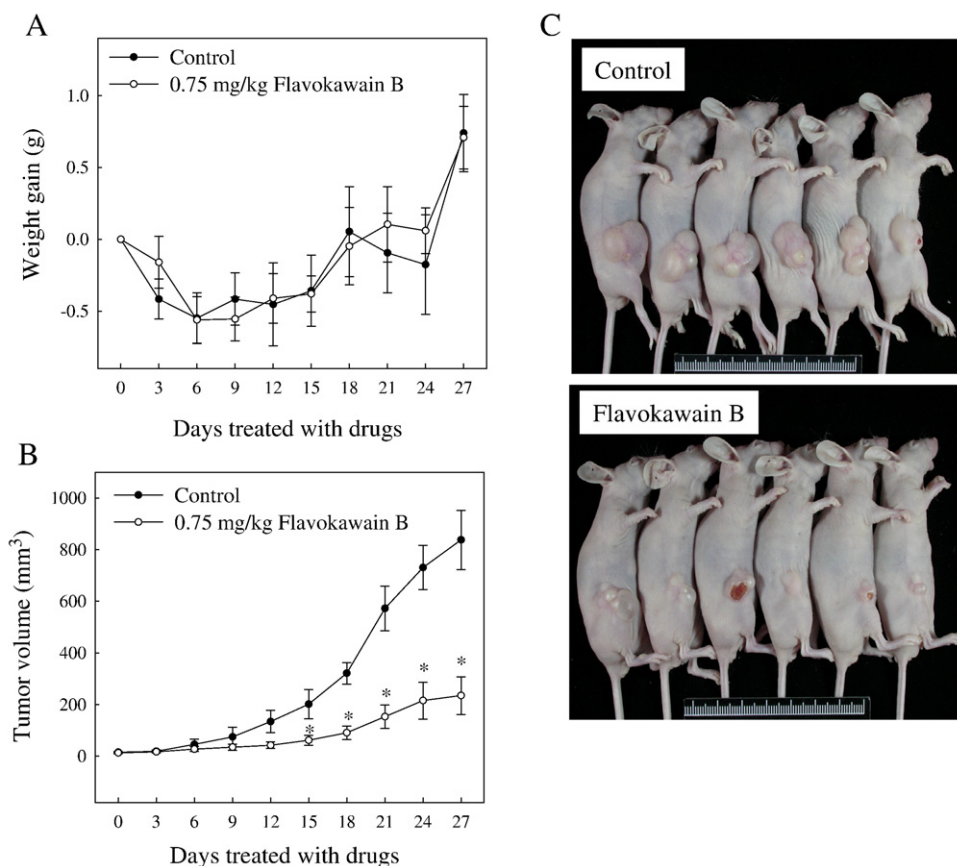 A
Control
0.75 mg/kg Flavokawain B
Weight gain (g)
1.0
0.5
0.0
-0.5
0 3 6 9 12 15 18 21 24 27
Days treated with drugs
B
Control
0.75 mg/kg Flavokawain B
Tumor volume (mm³)
1000
800
600
400
200
0
* * * * *
0 3 6 9 12 15 18 21 24 27
Days treated with drugs
C
Control
Flavokawain B